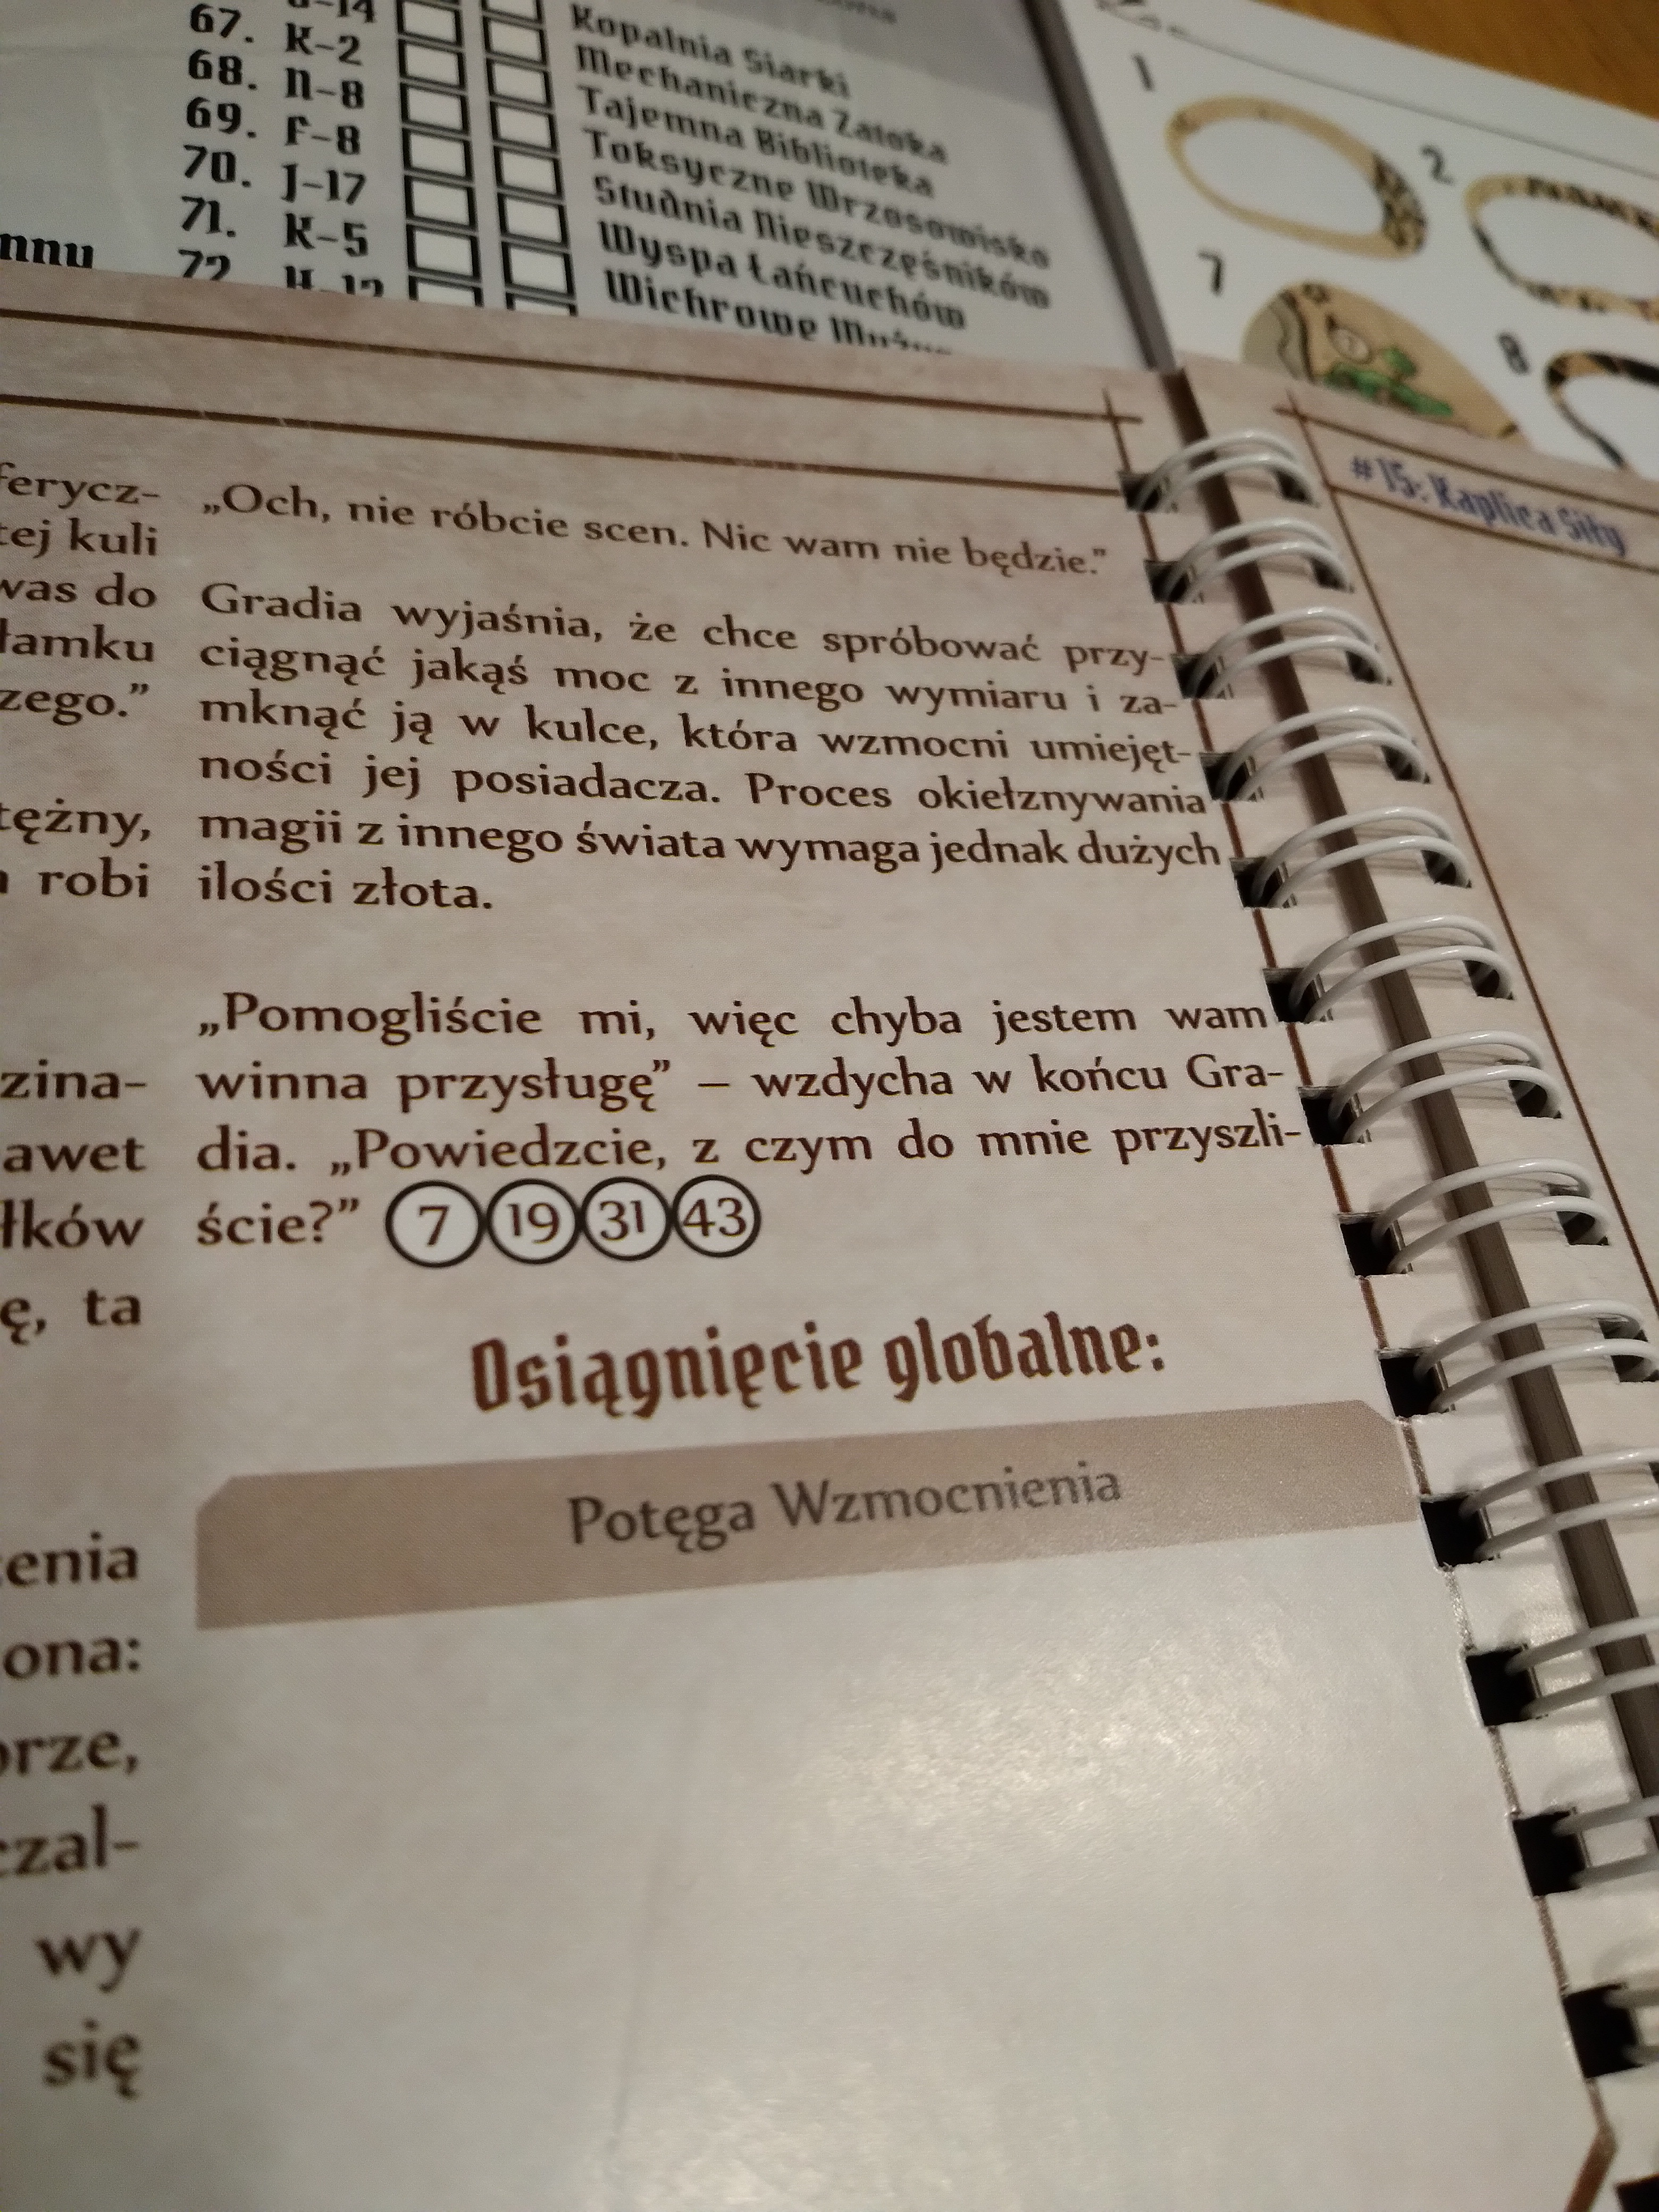 67. K-2
68. N-8
69. F-8
70. J-17
71. K-5
72
Kopalnia Siarki
Mechaniczna Zatoka
Tajemna Biblioteka
Toksyczne Wrzosowisko
Studnia Nieszczęśników
Wyspa Łańcuchów
Wichrowe
1
2
7
8
#15: Kaplica Siły
ferycz-
tej kuli
was do
łamku
zego.”
tężny,
robi
zina-
awet
łków
ę, ta
enia
ona:
orze,
czal-
wy
się
„Och, nie róbcie scen. Nic wam nie będzie.”
Gradia wyjaśnia, że chce spróbować przy-
ciągnąć jakąś moc z innego wymiaru i za-
mknąć ją w kulce, która wzmocni umiejęt-
ności jej posiadacza. Proces okiełznywania
magii z innego świata wymaga jednak dużych
ilości złota.
„Pomogliście mi, więc chyba jestem wam
winna przysługę” – wzdycha w końcu Gra-
dia. „Powiedzcie, z czym do mnie przyszli-
ście?” 7 19 31 43
Osiągnięcie globalne:
Potęga Wzmocnienia